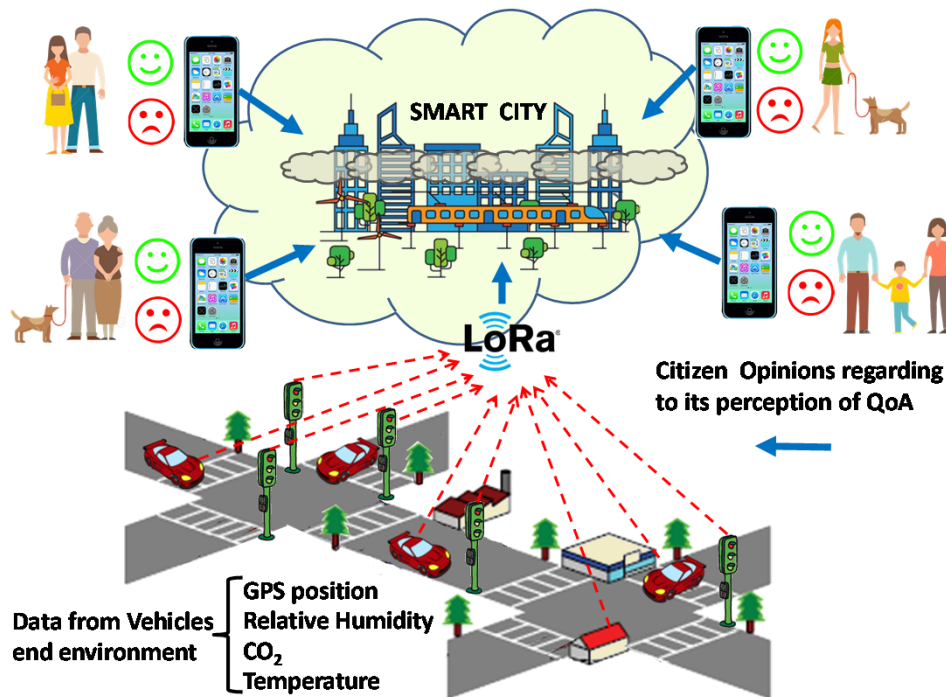 SMART CITY
LoRa
Citizen Opinions regarding
to its perception of QoA
Data from Vehicles
end environment
GPS position
Relative Humidity
CO₂
Temperature